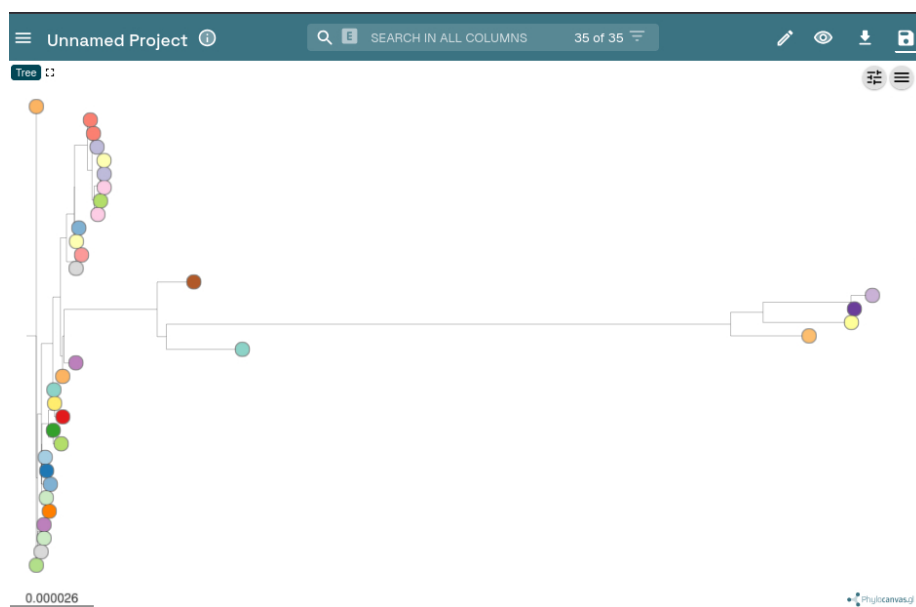 Unnamed Project
E SEARCH IN ALL COLUMNS 35 of 35
Tree
0.000026
Phylocanvas.gl